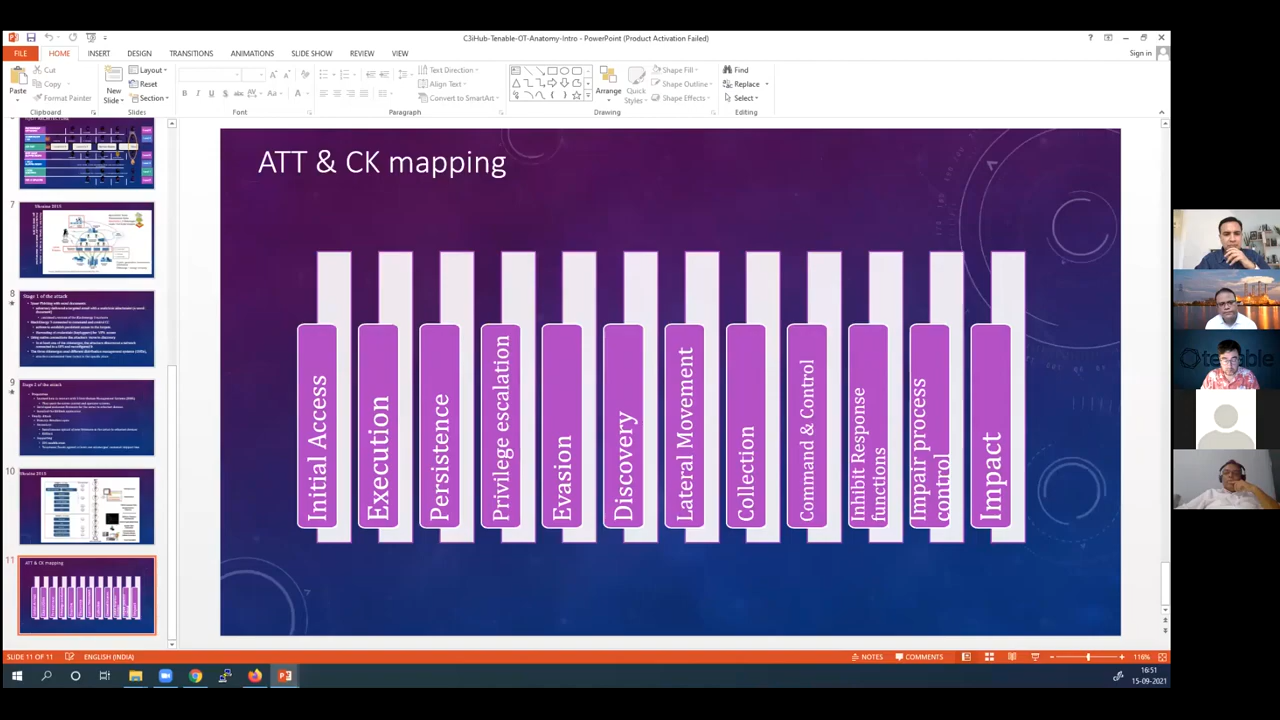 C3iHub-Tenable-OT-Anatomy-Intro - PowerPoint (Product Activation Failed)
FILE HOME INSERT DESIGN TRANSITIONS ANIMATIONS SLIDE SHOW REVIEW VIEW Sign in
Paste
Cut
Copy
Format Painter
Clipboard
New
Slide
Layout
Reset
Section
Slides
Font
Text Direction
Align Text
Convert to SmartArt
Paragraph
Arrange
Quick
Styles
Shape Fill
Shape Outline
Shape Effects
Drawing
Find
Replace
Select
Editing
7
Ukraine 2015
8
Stage 1 of the attack
9
Stage 2 of the attack
10
Ukraine 2015
11
ATT & CK mapping
ATT & CK mapping
Initial Access
Execution
Persistence
Privilege escalation
Evasion
Discovery
Lateral Movement
Collection
Command & Control
Inhibit Response
functions
Impair process
control
Impact
tenable
SLIDE 11 OF 11 ENGLISH (INDIA) NOTES COMMENTS 116%
16:51
15-09-2021